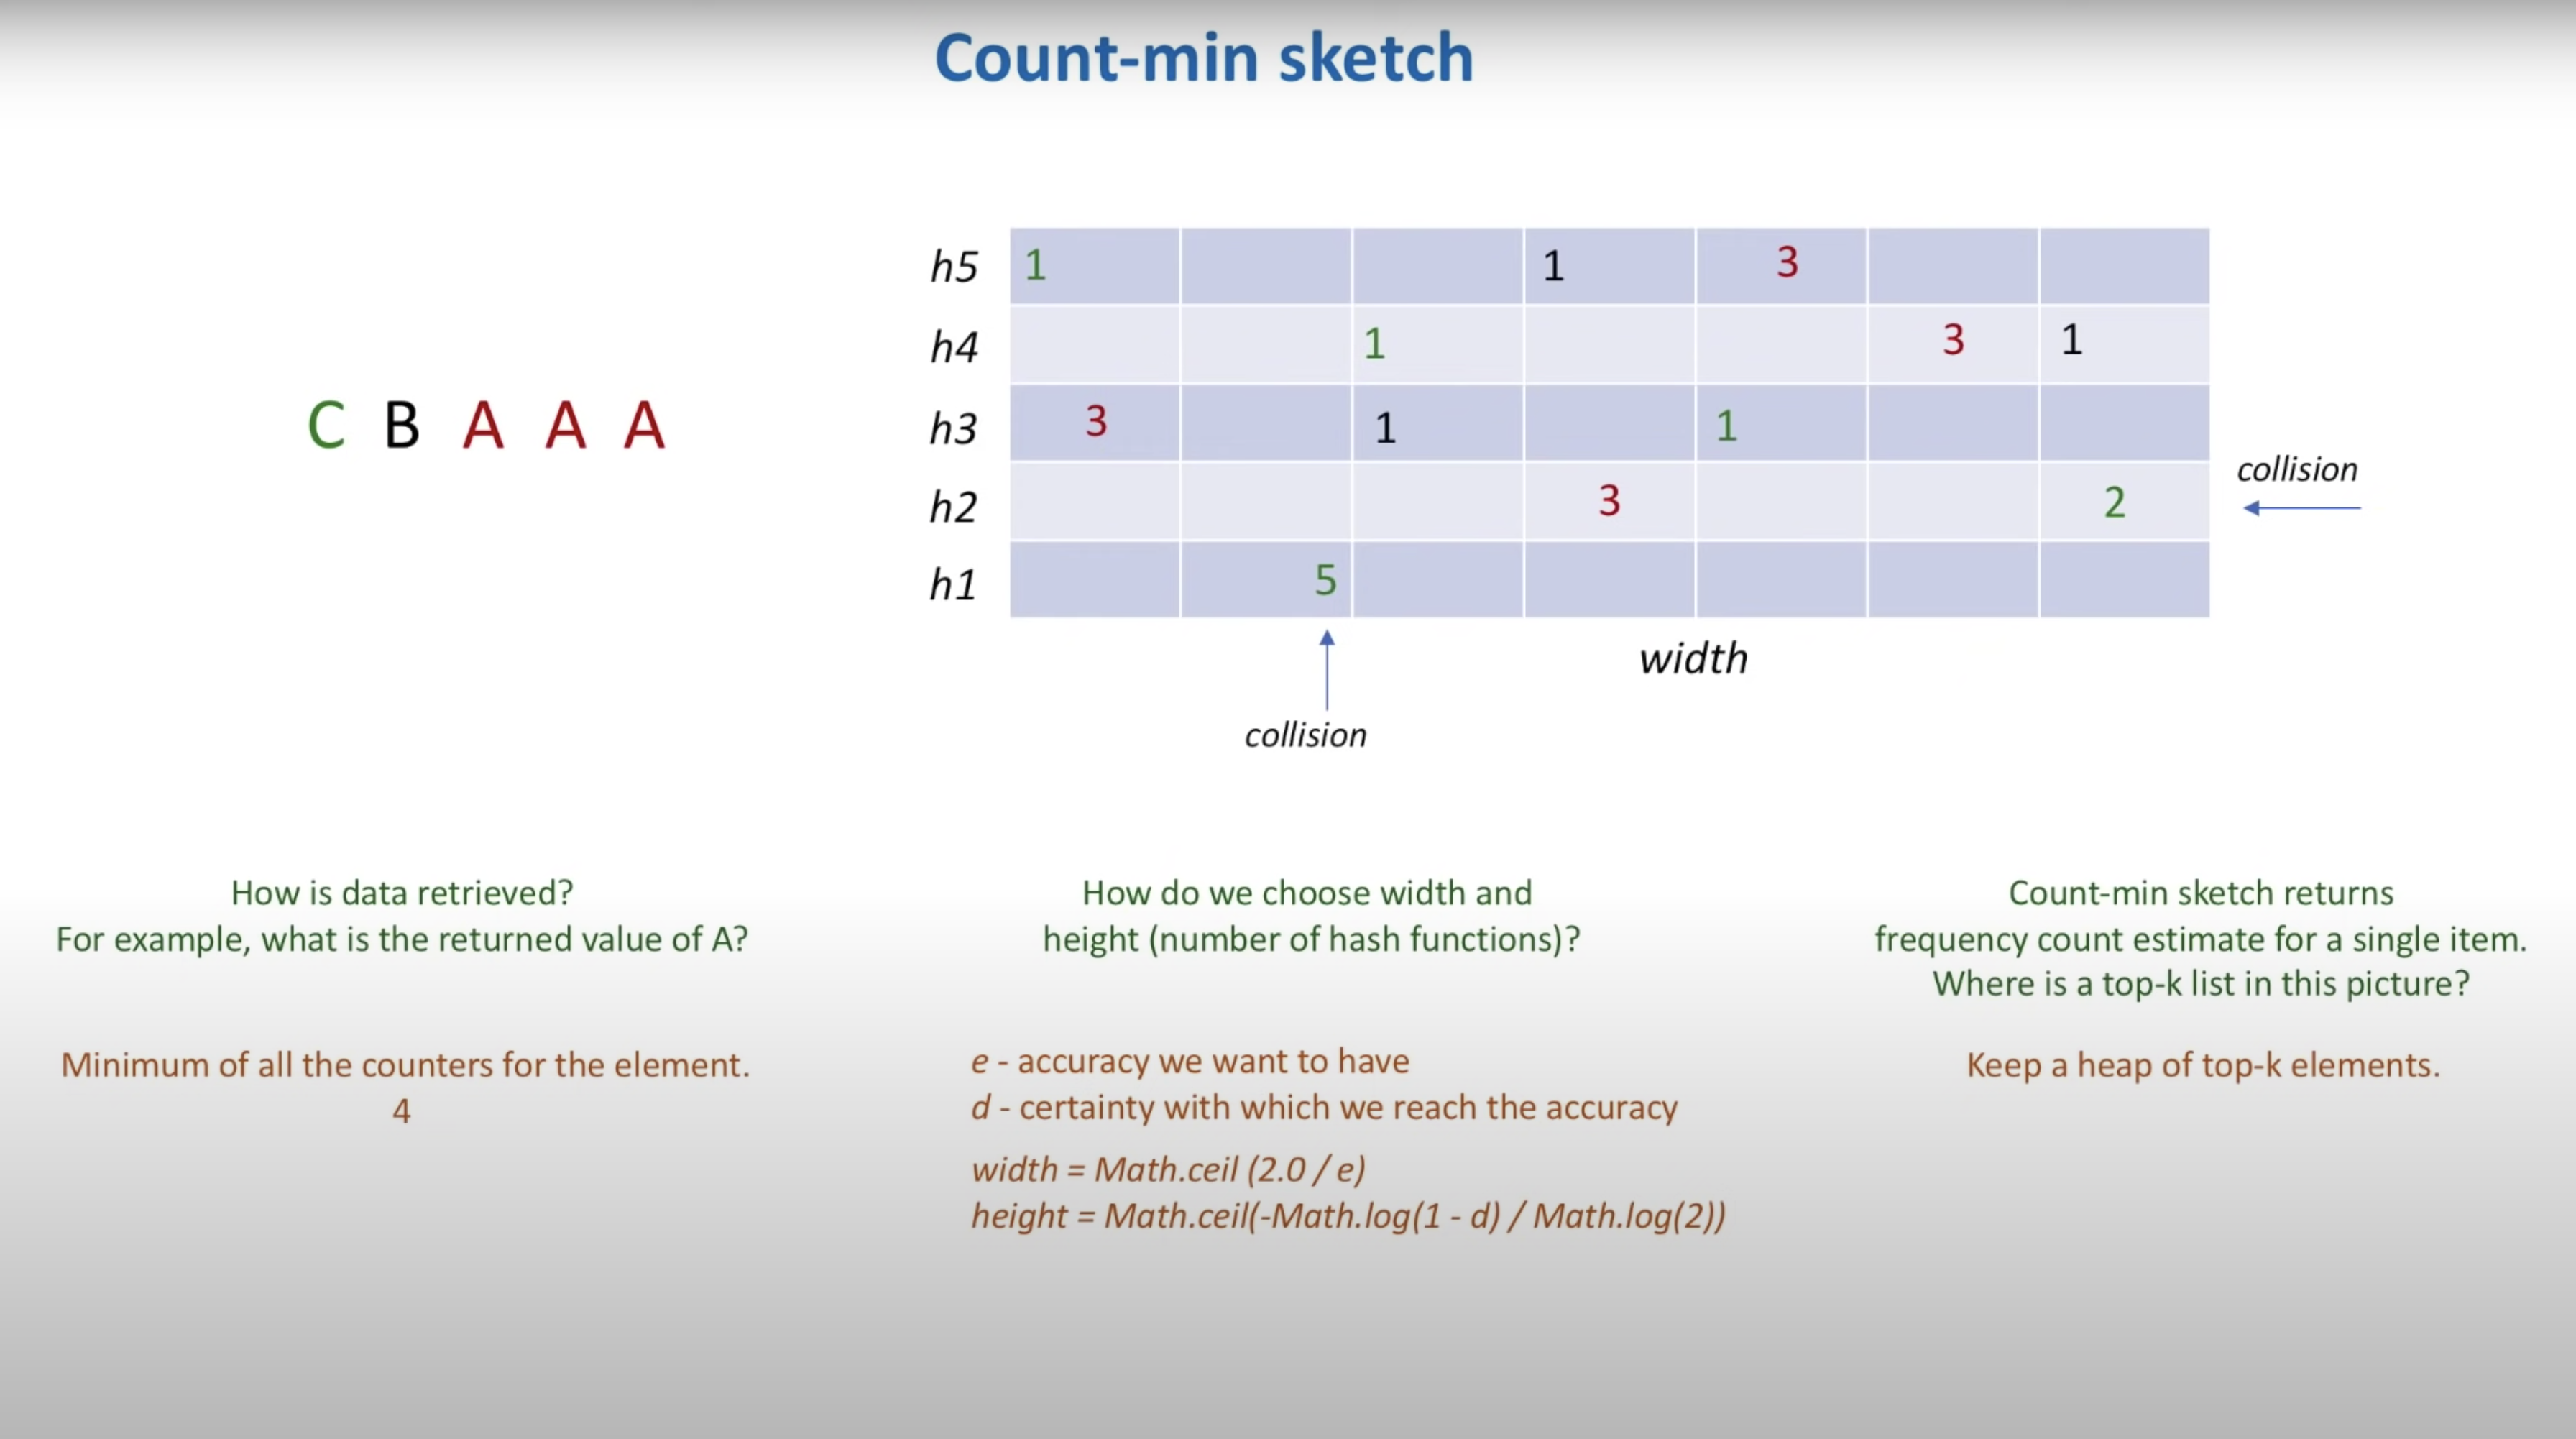 Count-min sketch
C B A A A
h5 1 1 3
h4 1 3 1
h3 3 1 1
h2 3 2
h1 5
collision
width
collision
How is data retrieved?
For example, what is the returned value of A?
Minimum of all the counters for the element.
4
How do we choose width and
height (number of hash functions)?
e - accuracy we want to have
d - certainty with which we reach the accuracy
width = Math.ceil (2.0 / e)
height = Math.ceil(-Math.log(1 - d) / Math.log(2))
Count-min sketch returns
frequency count estimate for a single item.
Where is a top-k list in this picture?
Keep a heap of top-k elements.